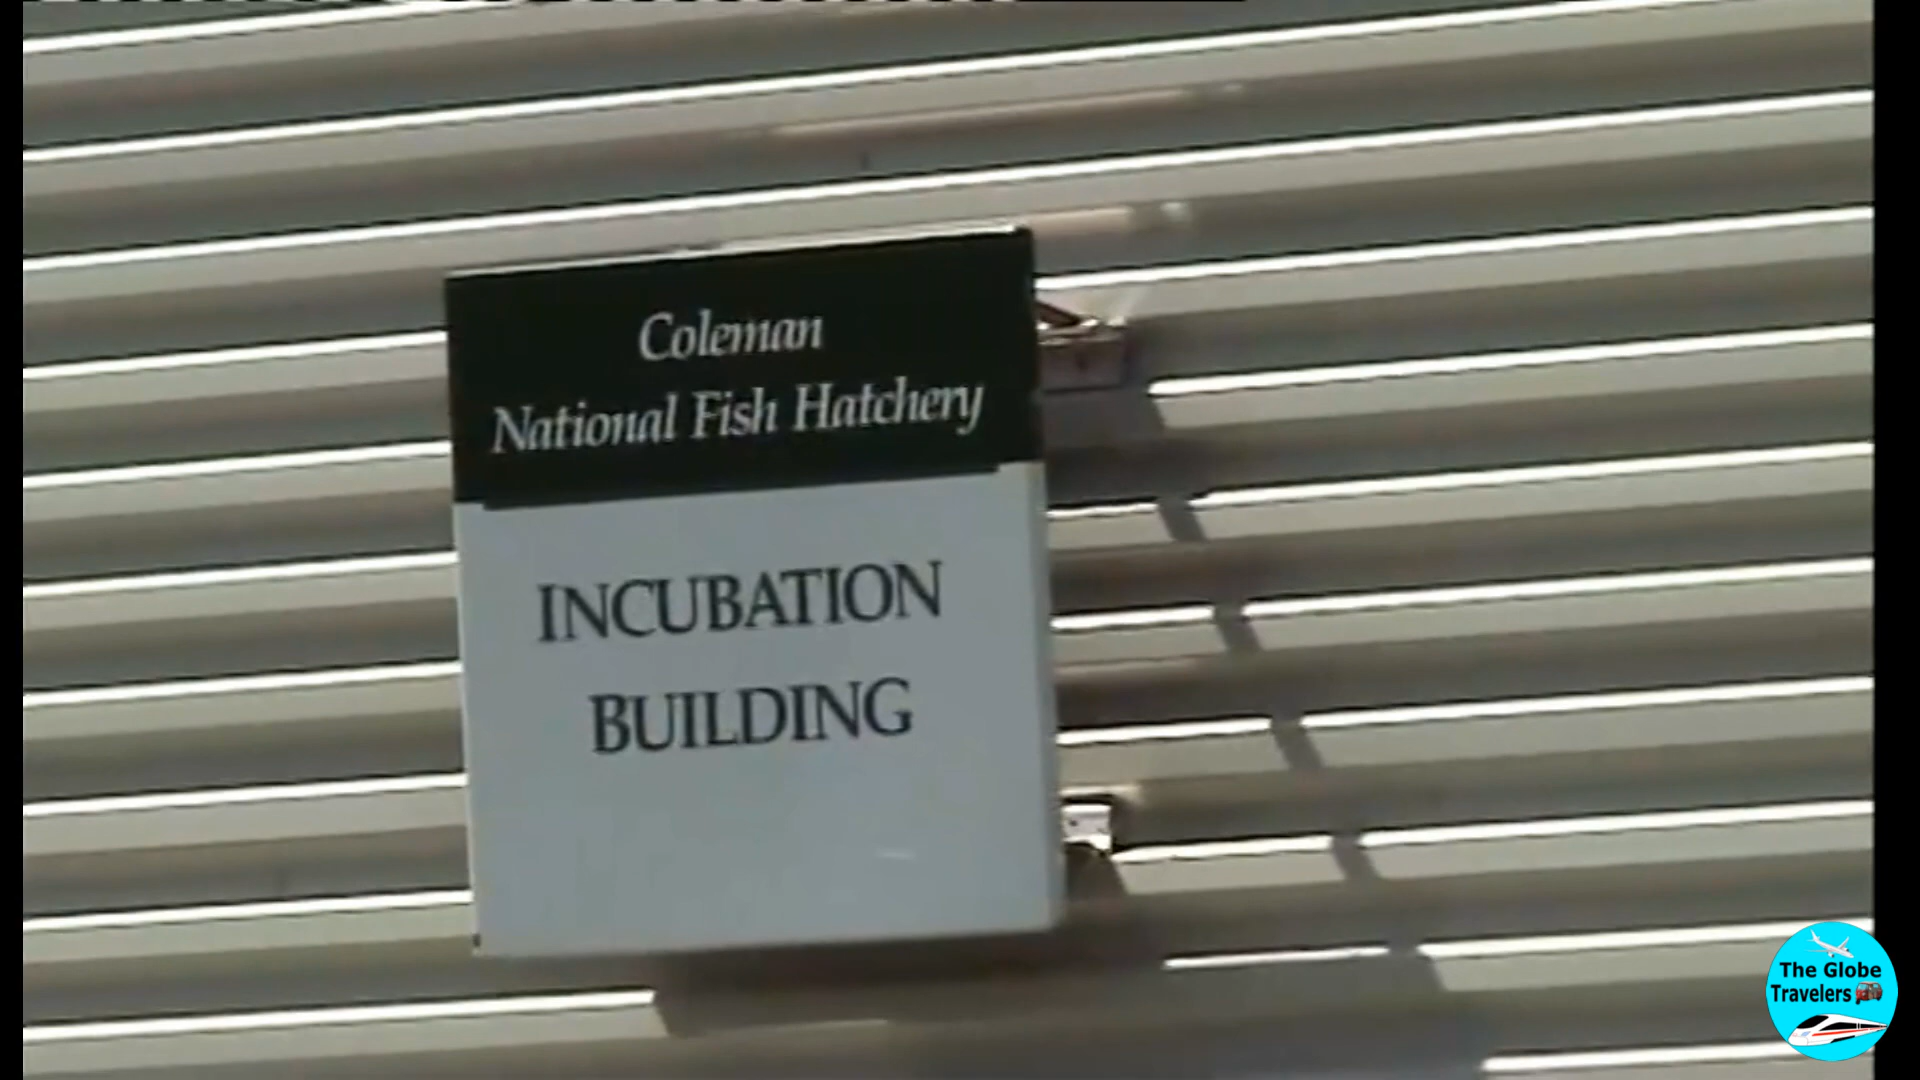 Coleman
National Fish Hatchery
INCUBATION
BUILDING
The Globe
Travelers